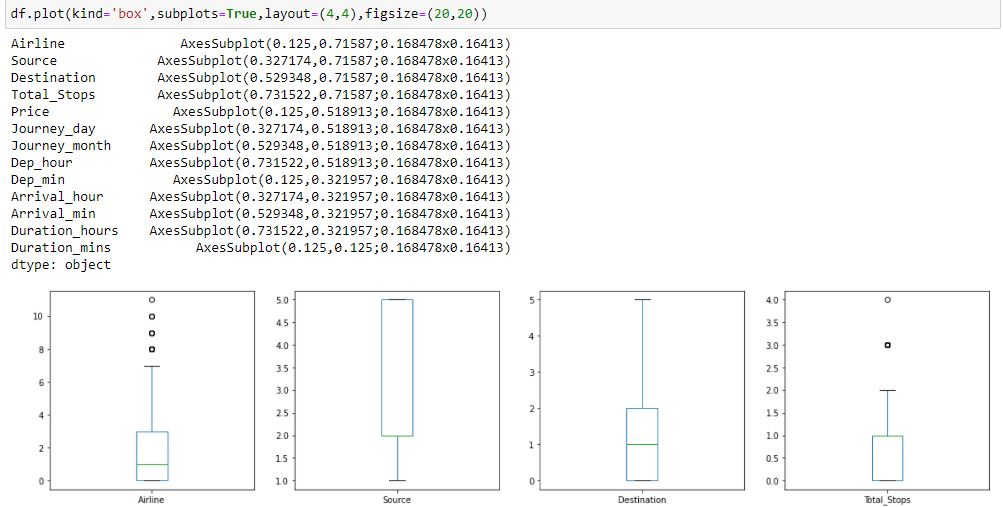 df.plot(kind='box',subplots=True,layout=(4,4),figsize=(20,20))
Airline AxesSubplot(0.125,0.71587;0.168478x0.16413)
Source AxesSubplot(0.327174,0.71587;0.168478x0.16413)
Destination AxesSubplot(0.529348,0.71587;0.168478x0.16413)
Total_Stops AxesSubplot(0.731522,0.71587;0.168478x0.16413)
Price AxesSubplot(0.125,0.518913;0.168478x0.16413)
Journey_day AxesSubplot(0.327174,0.518913;0.168478x0.16413)
Journey_month AxesSubplot(0.529348,0.518913;0.168478x0.16413)
Dep_hour AxesSubplot(0.731522,0.518913;0.168478x0.16413)
Dep_min AxesSubplot(0.125,0.321957;0.168478x0.16413)
Arrival_hour AxesSubplot(0.327174,0.321957;0.168478x0.16413)
Arrival_min AxesSubplot(0.529348,0.321957;0.168478x0.16413)
Duration_hours AxesSubplot(0.731522,0.321957;0.168478x0.16413)
Duration_mins AxesSubplot(0.125,0.125;0.168478x0.16413)
dtype: object
10
8
6
4
2
0
Airline
5.0
4.5
4.0
3.5
3.0
2.5
2.0
1.5
1.0
Source
5
4
3
2
1
0
Destination
4.0
3.5
3.0
2.5
2.0
1.5
1.0
0.5
0.0
Total_Stops